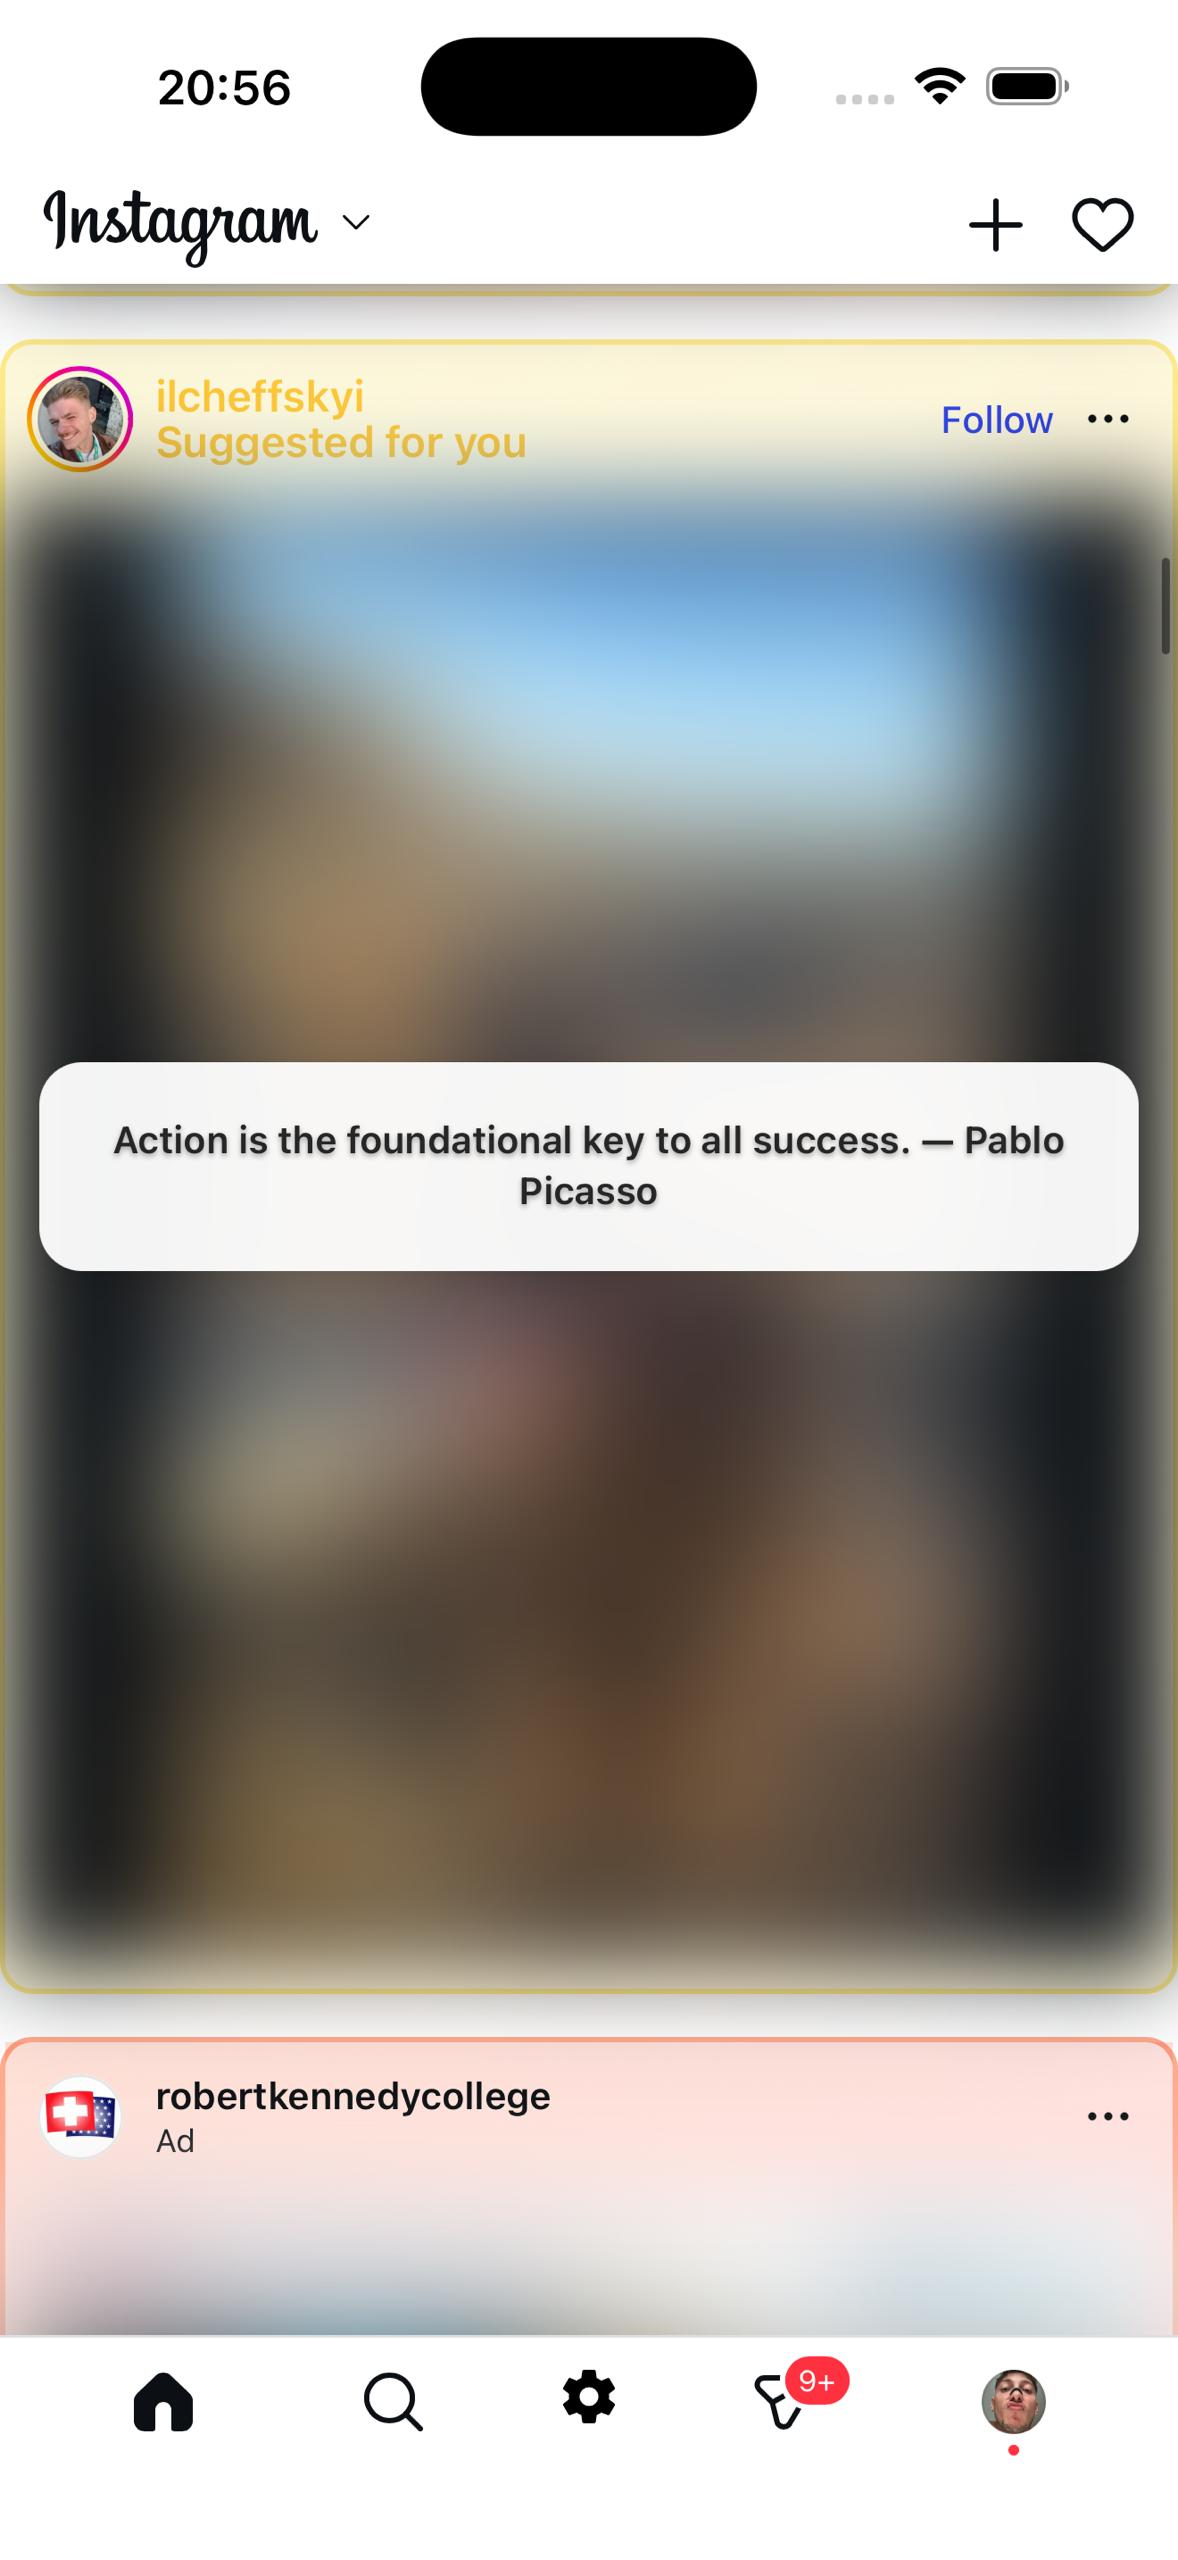 20:56
Instagram
ilcheffskyi
Suggested for you
Follow
Action is the foundational key to all success. — Pablo
Picasso
robertkennedycollege
Ad
9+